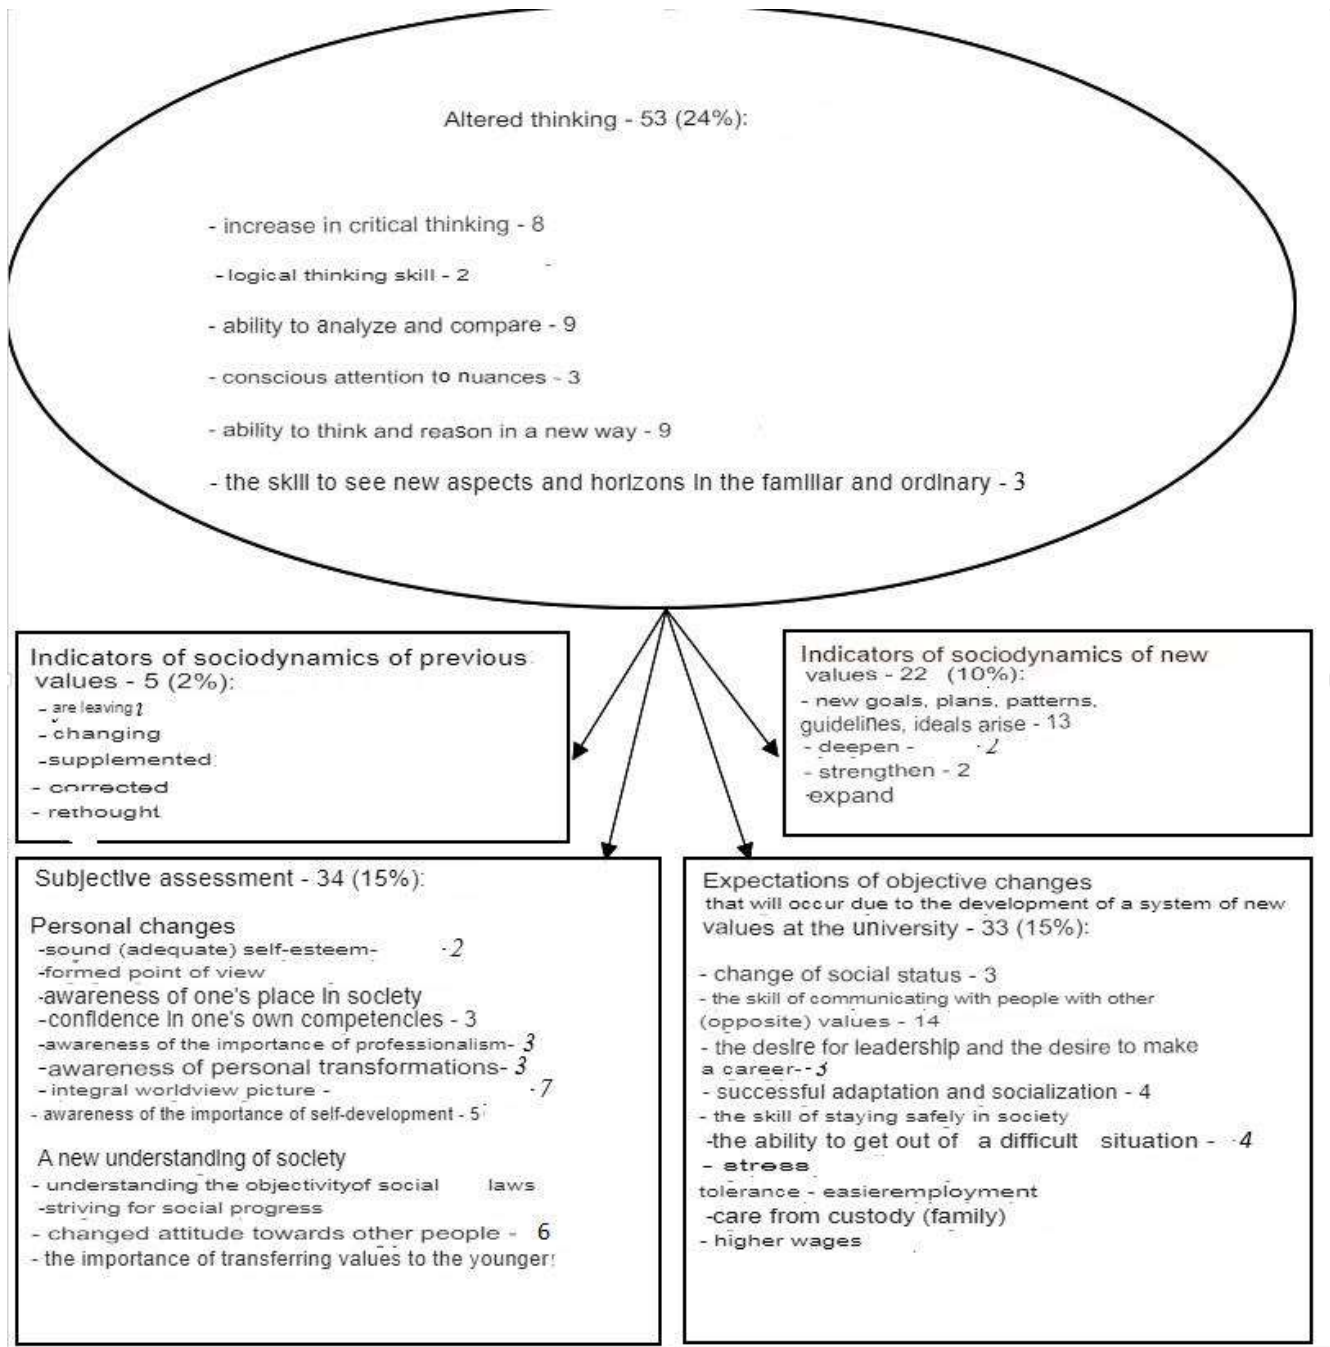 Altered thinking - 53 (24%):
- increase in critical thinking - 8
- logical thinking skill - 2
- ability to analyze and compare - 9
- conscious attention to nuances - 3
- ability to think and reason in a new way - 9
- the skill to see new aspects and horizons in the familiar and ordinary - 3
Indicators of sociodynamics of previous
values - 5 (2%):
- are leaving
- changing
-supplemented
- corrected
- rethought
Indicators of sociodynamics of new
values - 22 (10%):
- new goals, plans, patterns,
guidelines, ideals arise - 13
- deepen - 2
- strengthen - 2
-expand
Subjective assessment - 34 (15%):
Personal changes
-sound (adequate) self-esteem- 2
-formed point of view
-awareness of one's place in society
-confidence in one's own competencies - 3
-awareness of the importance of professionalism- 3
-awareness of personal transformations- 3
- integral worldview picture - 7
- awareness of the importance of self-development - 5
A new understanding of society
- understanding the objectivityof social laws
-striving for social progress
- changed attitude towards other people - 6
- the importance of transferring values to the younger
Expectations of objective changes
that will occur due to the development of a system of new
values at the university - 33 (15%):
- change of social status - 3
- the skill of communicating with people with other
(opposite) values - 14
- the desire for leadership and the desire to make
a career- -3
- successful adaptation and socialization - 4
- the skill of staying safely in society
-the ability to get out of a difficult situation - 4
- stress
tolerance - easieremployment
-care from custody (family)
- higher wages